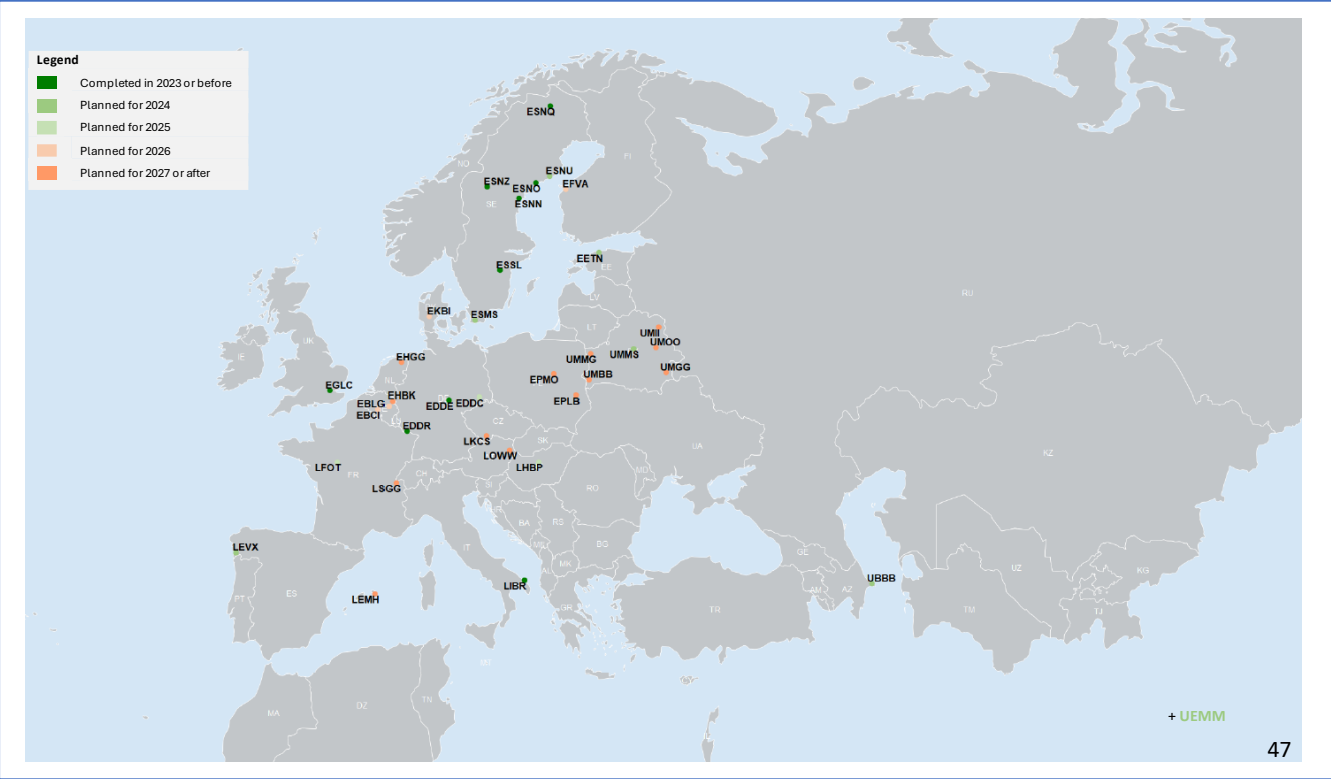 Legend
Completed in 2023 or before
Planned for 2024
Planned for 2025
Planned for 2026
Planned for 2027 or after
ESNQ
NO
FI
ESNU
ESNZ
ESNO
EFVA
ESNN
SE
EETN
ESSL
EE
RU
LV
EKBI
ESMS
LT
UMII
UK
UMOO
IE
EHGG
UMMG
UMMS
UMGG
NL
EPMO
UMBB
EGLC
EHBK
EBLG
EDDE
EDDC
EPLB
EBCI
EDDR
CZ
LKCS
SK
UA
LOWW
KZ
LFOT
FR
CH
LHBP
MD
LSGG
SI
RO
BA
RS
LEVX
IT
BG
GE
MK
UZ
KG
LIBR
AL
UBBB
ES
AM
AZ
PT
LEMH
GR
TR
TM
TJ
MT
TN
DZ
MA
+ UEMM
47